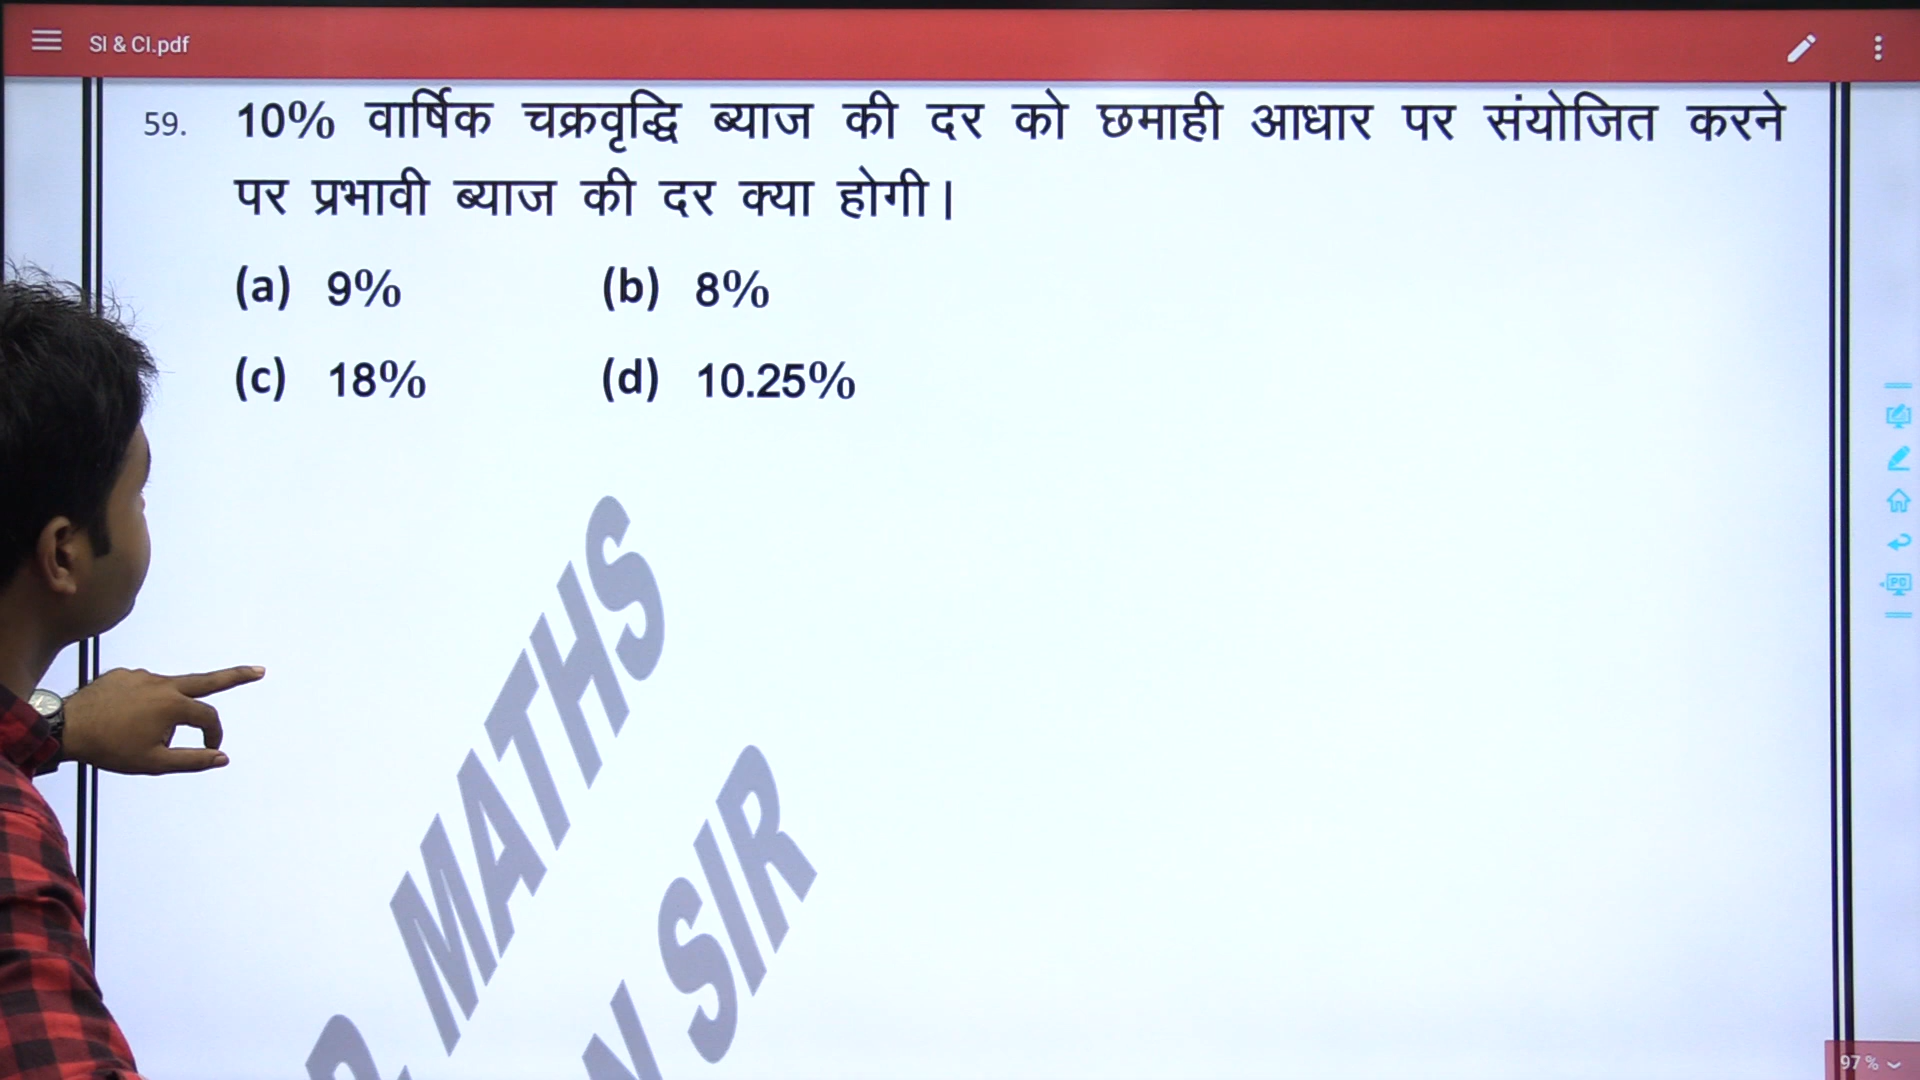 SI & CI.pdf
59. 10% वार्षिक चक्रवृद्धि ब्याज की दर को छमाही आधार पर संयोजित करने
पर प्रभावी ब्याज की दर क्या होगी।
(a) 9% (b) 8%
(c) 18% (d) 10.25%
MATHS
SIR
97 %